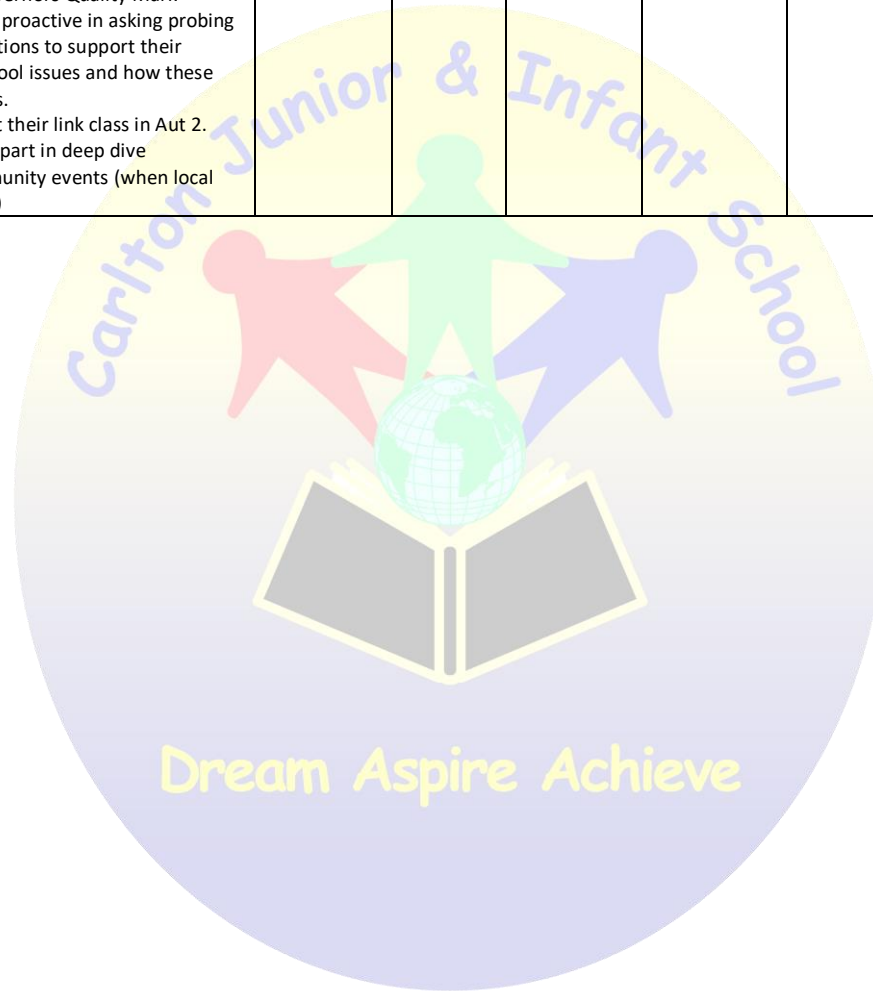 proactive in asking probing
tions to support their
ool issues and how these
s.
t their link class in Aut 2.
part in deep dive
unity events (when local
)
Carlton Junior & Infant School
Dream Aspire Achieve